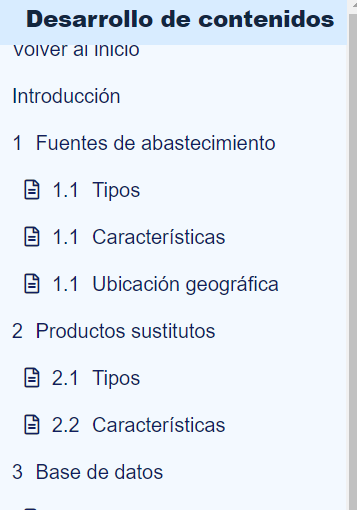 Desarrollo de contenidos
Volver al inicio
Introducción
1 Fuentes de abastecimiento
1.1 Tipos
1.1 Características
1.1 Ubicación geográfica
2 Productos sustitutos
2.1 Tipos
2.2 Características
3 Base de datos